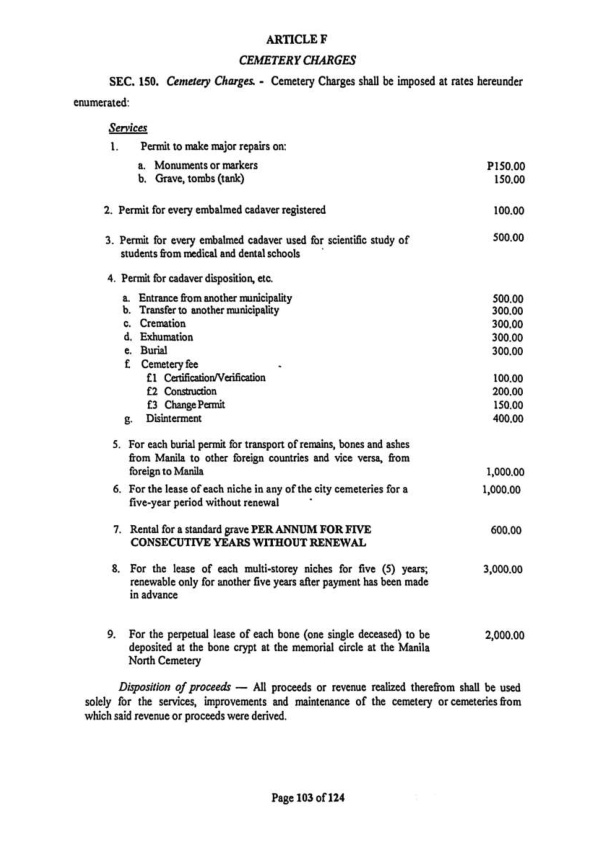 ARTICLE F
CEMETERY CHARGES
SEC. 150. Cemetery Charges. - Cemetery Charges shall be imposed at rates hereunder
enumerated:
Services
1. Permit to make major repairs on:
a. Monuments or markers P150.00
b. Grave, tombs (tank) 150.00
2. Permit for every embalmed cadaver registered 100.00
3. Permit for every embalmed cadaver used for scientific study of 500.00
students from medical and dental schools
4. Permit for cadaver disposition, etc.
a. Entrance from another municipality 500.00
b. Transfer to another municipality 300.00
c. Cremation 300.00
d. Exhumation 300.00
e. Burial 300.00
f. Cemetery fee
f.1 Certification/Verification 100.00
f.2 Construction 200.00
f.3 Change Permit 150.00
g. Disinterment 400.00
5. For each burial permit for transport of remains, bones and ashes
from Manila to other foreign countries and vice versa, from
foreign to Manila 1,000.00
6. For the lease of each niche in any of the city cemeteries for a 1,000.00
five-year period without renewal
7. Rental for a standard grave PER ANNUM FOR FIVE 600.00
CONSECUTIVE YEARS WITHOUT RENEWAL
8. For the lease of each multi-storey niches for five (5) years; 3,000.00
renewable only for another five years after payment has been made
in advance
9. For the perpetual lease of each bone (one single deceased) to be 2,000.00
deposited at the bone crypt at the memorial circle at the Manila
North Cemetery
Disposition of proceeds — All proceeds or revenue realized therefrom shall be used
solely for the services, improvements and maintenance of the cemetery or cemeteries from
which said revenue or proceeds were derived.
Page 103 of 124